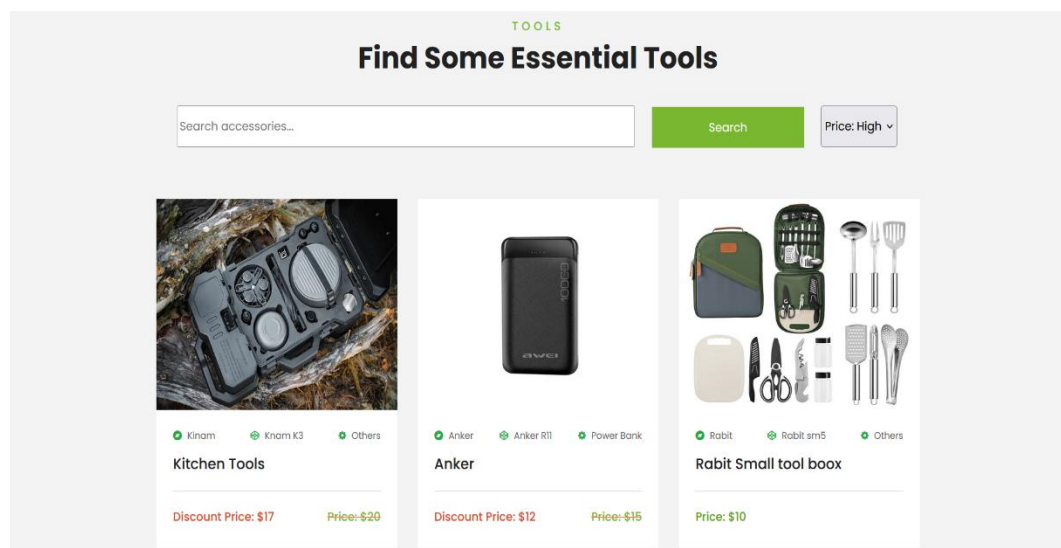 TOOLS
Find Some Essential Tools
Search accessories...
Search
Price: High
10000
awei
Kinam
Knam K3
Others
Kitchen Tools
Discount Price: $17
Price: $20
Anker
Anker R11
Power Bank
Anker
Discount Price: $12
Price: $15
Rabit
Rabit sm5
Others
Rabit Small tool boox
Price: $10